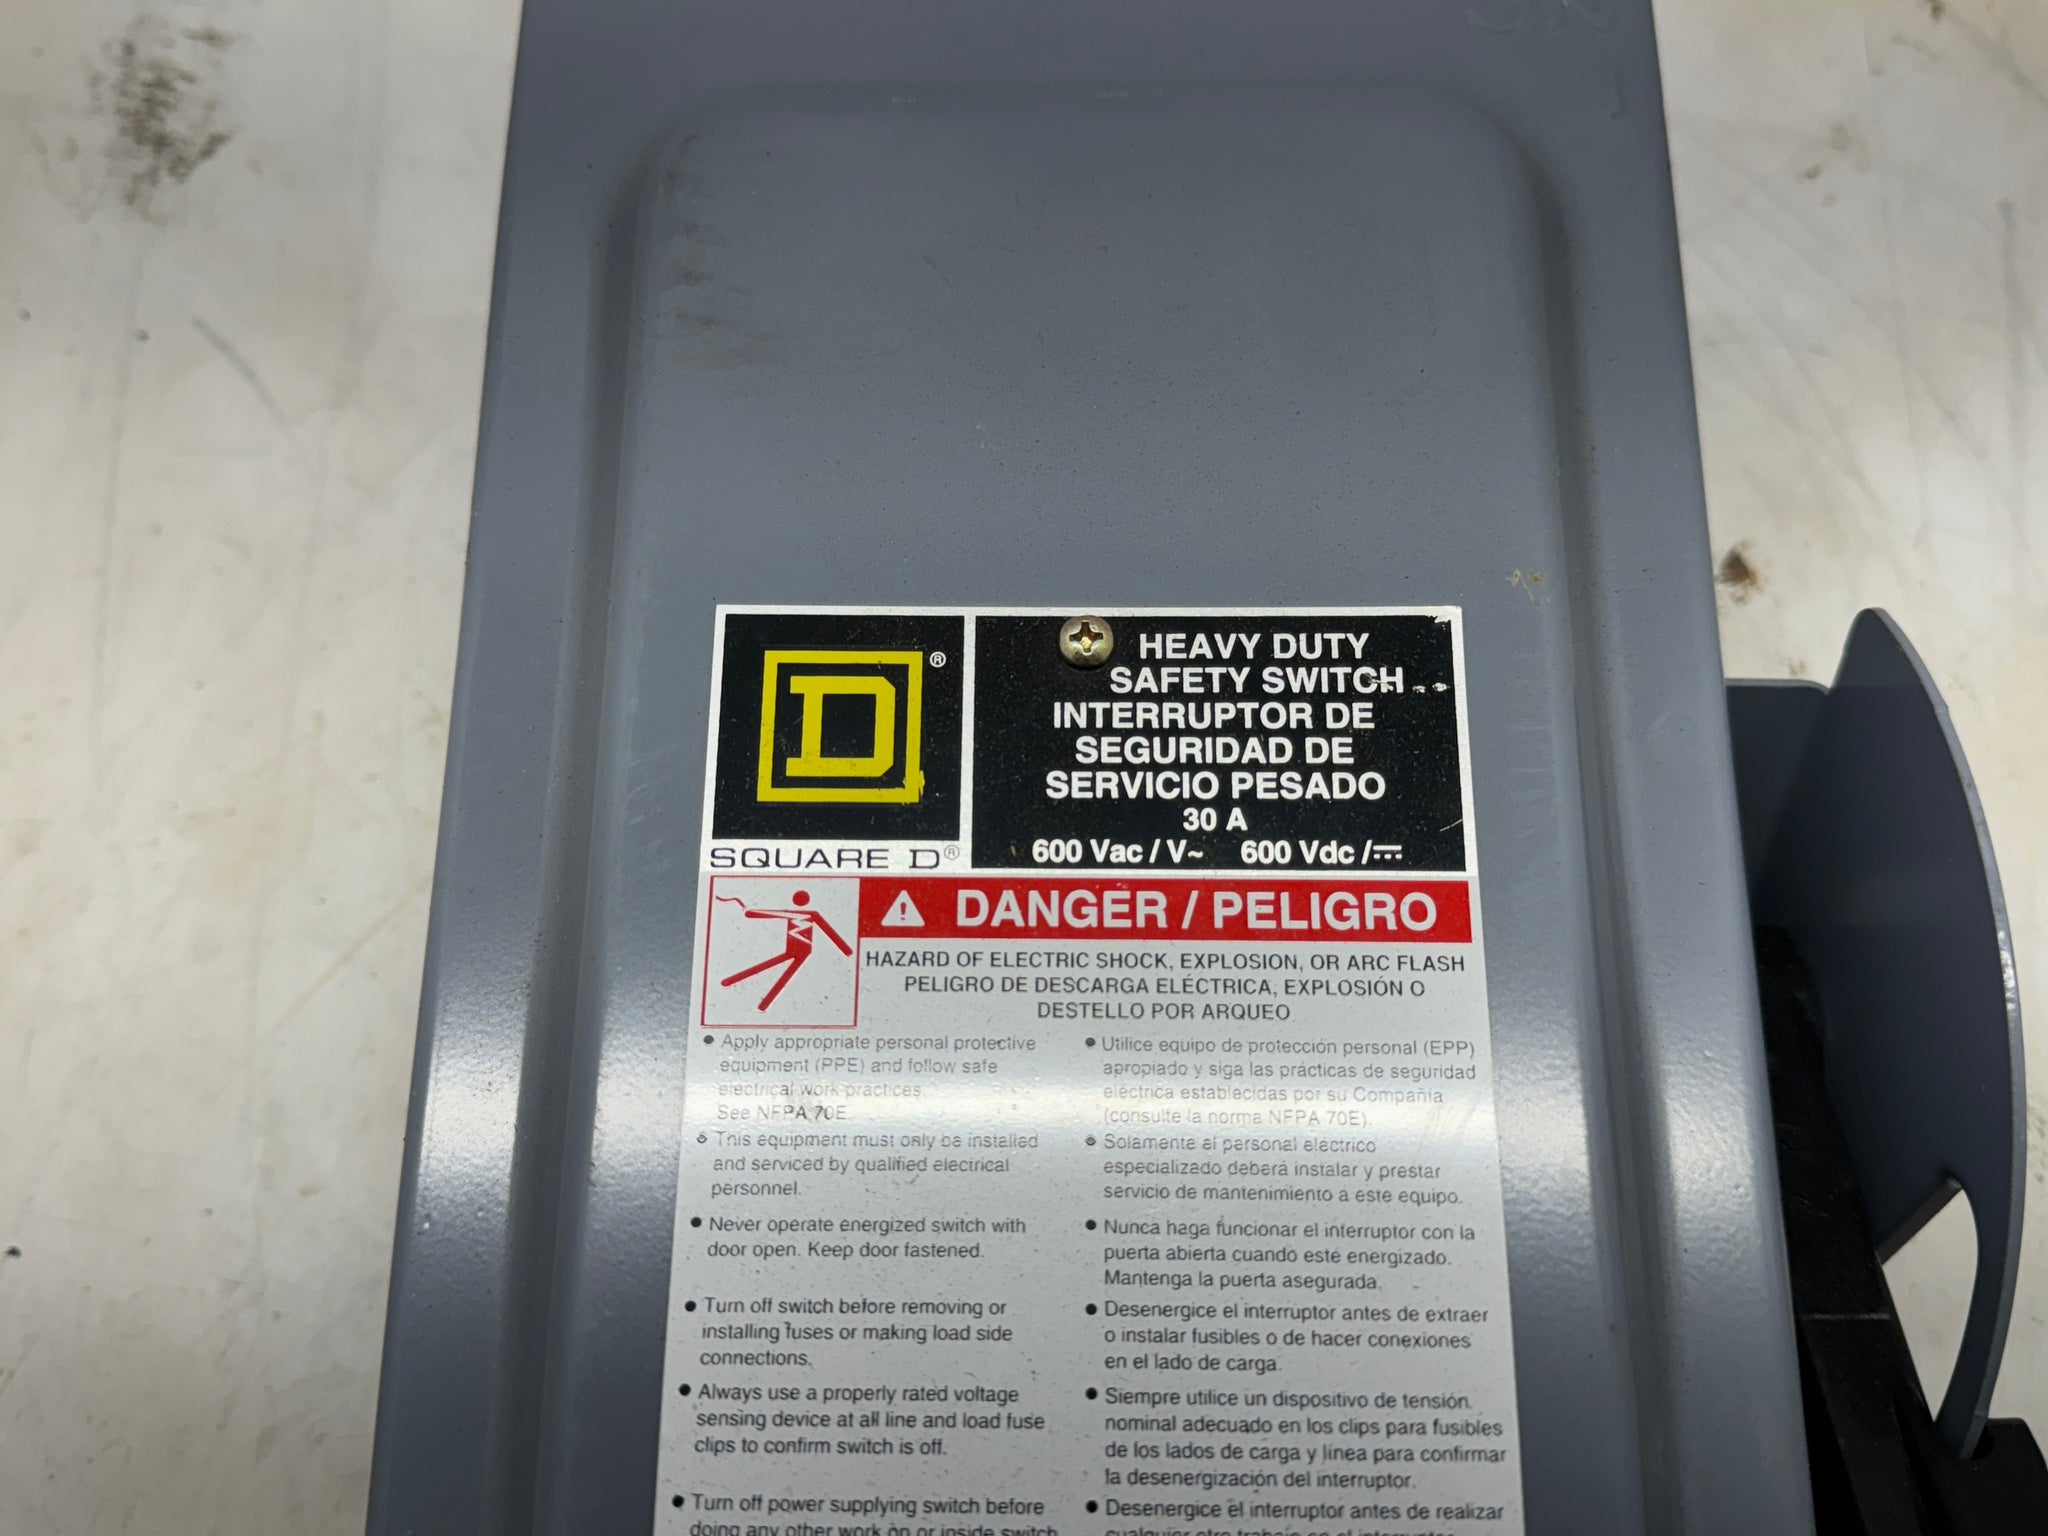 D®
SQUARE D®
HEAVY DUTY
SAFETY SWITCH
INTERRUPTOR DE
SEGURIDAD DE
SERVICIO PESADO
30 A
600 Vac / V~ 600 Vdc / ⎓
DANGER / PELIGRO
HAZARD OF ELECTRIC SHOCK, EXPLOSION, OR ARC FLASH
PELIGRO DE DESCARGA ELÉCTRICA, EXPLOSIÓN O
DESTELLO POR ARQUEO
• Apply appropriate personal protective
equipment (PPE) and follow safe
electrical work practices.
See NFPA 70E.
• This equipment must only be installed
and serviced by qualified electrical
personnel.
• Never operate energized switch with
door open. Keep door fastened.
• Turn off switch before removing or
installing fuses or making load side
connections.
• Always use a properly rated voltage
sensing device at all line and load fuse
clips to confirm switch is off.
• Turn off power supplying switch before
doing any other work on or inside switch
• Utilice equipo de protección personal (EPP)
apropiado y siga las prácticas de seguridad
eléctrica establecidas por su Compañia
(consulte la norma NFPA 70E).
• Solamente el personal eléctrico
especializado deberá instalar y prestar
servicio de mantenimiento a este equipo.
• Nunca haga funcionar el interruptor con la
puerta abierta cuando esté energizado.
Mantenga la puerta asegurada.
• Desenergice el interruptor antes de extraer
o instalar fusibles o de hacer conexiones
en el lado de carga.
• Siempre utilice un dispositivo de tensión
nominal adecuado en los clips para fusibles
de los lados de carga y línea para confirmar
la desenergización del interruptor.
• Desenergice el interruptor antes de realizar